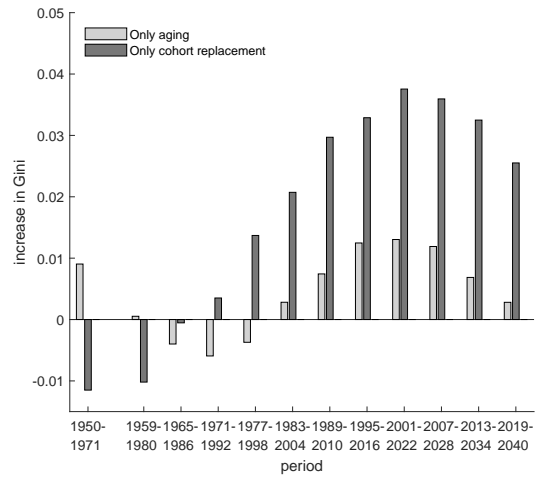 0.05
Only aging
Only cohort replacement
0.04
0.03
0.02
0.01
0
-0.01
increase in Gini
1950- 1959- 1965- 1971- 1977- 1983- 1989- 1995- 2001- 2007- 2013- 2019-
1971 1980 1986 1992 1998 2004 2010 2016 2022 2028 2034 2040
period